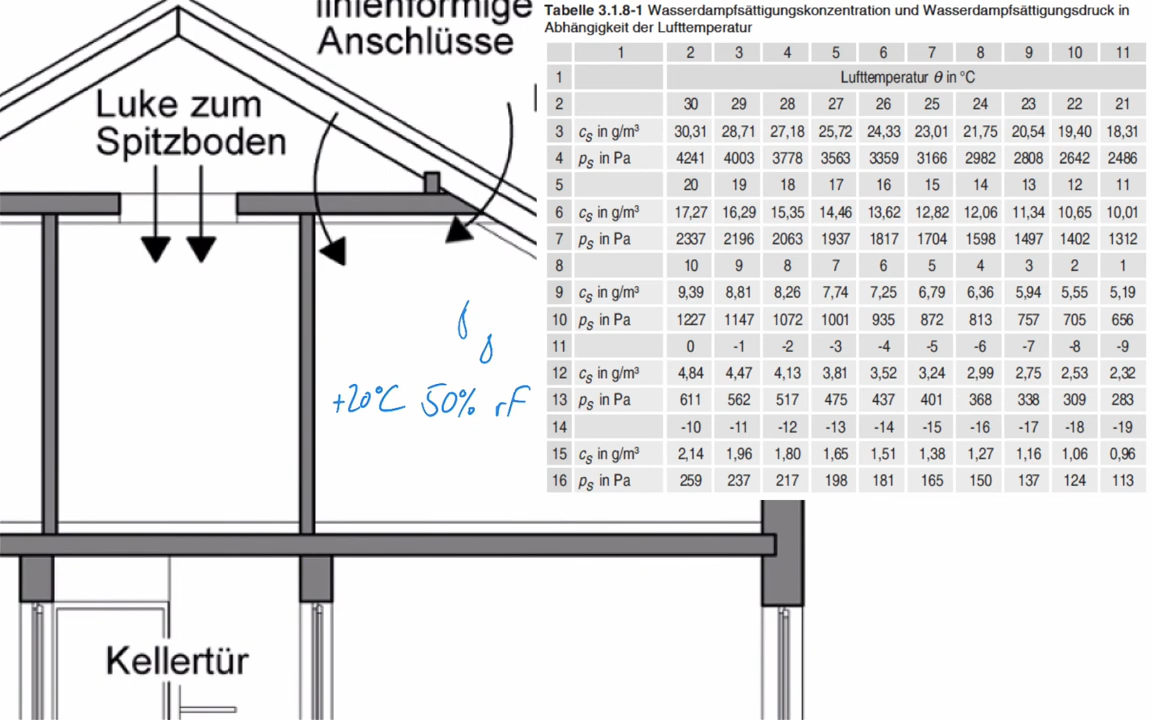 linienförmige
Anschlüsse
Luke zum
Spitzboden
+20°C 50% rF
Kellertür
Tabelle 3.1.8-1 Wasserdampfsättigungskonzentration und Wasserdampfsättigungsdruck in
Abhängigkeit der Lufttemperatur
1 2 3 4 5 6 7 8 9 10 11
1 Lufttemperatur θ in °C
2 30 29 28 27 26 25 24 23 22 21
3 cs in g/m³ 30,31 28,71 27,18 25,72 24,33 23,01 21,75 20,54 19,40 18,31
4 ps in Pa 4241 4003 3778 3563 3359 3166 2982 2808 2642 2486
5 20 19 18 17 16 15 14 13 12 11
6 cs in g/m³ 17,27 16,29 15,35 14,46 13,62 12,82 12,06 11,34 10,65 10,01
7 ps in Pa 2337 2196 2063 1937 1817 1704 1598 1497 1402 1312
8 10 9 8 7 6 5 4 3 2 1
9 cs in g/m³ 9,39 8,81 8,26 7,74 7,25 6,79 6,36 5,94 5,55 5,19
10 ps in Pa 1227 1147 1072 1001 935 872 813 757 705 656
11 0 -1 -2 -3 -4 -5 -6 -7 -8 -9
12 cs in g/m³ 4,84 4,47 4,13 3,81 3,52 3,24 2,99 2,75 2,53 2,32
13 ps in Pa 611 562 517 475 437 401 368 338 309 283
14 -10 -11 -12 -13 -14 -15 -16 -17 -18 -19
15 cs in g/m³ 2,14 1,96 1,80 1,65 1,51 1,38 1,27 1,16 1,06 0,96
16 ps in Pa 259 237 217 198 181 165 150 137 124 113